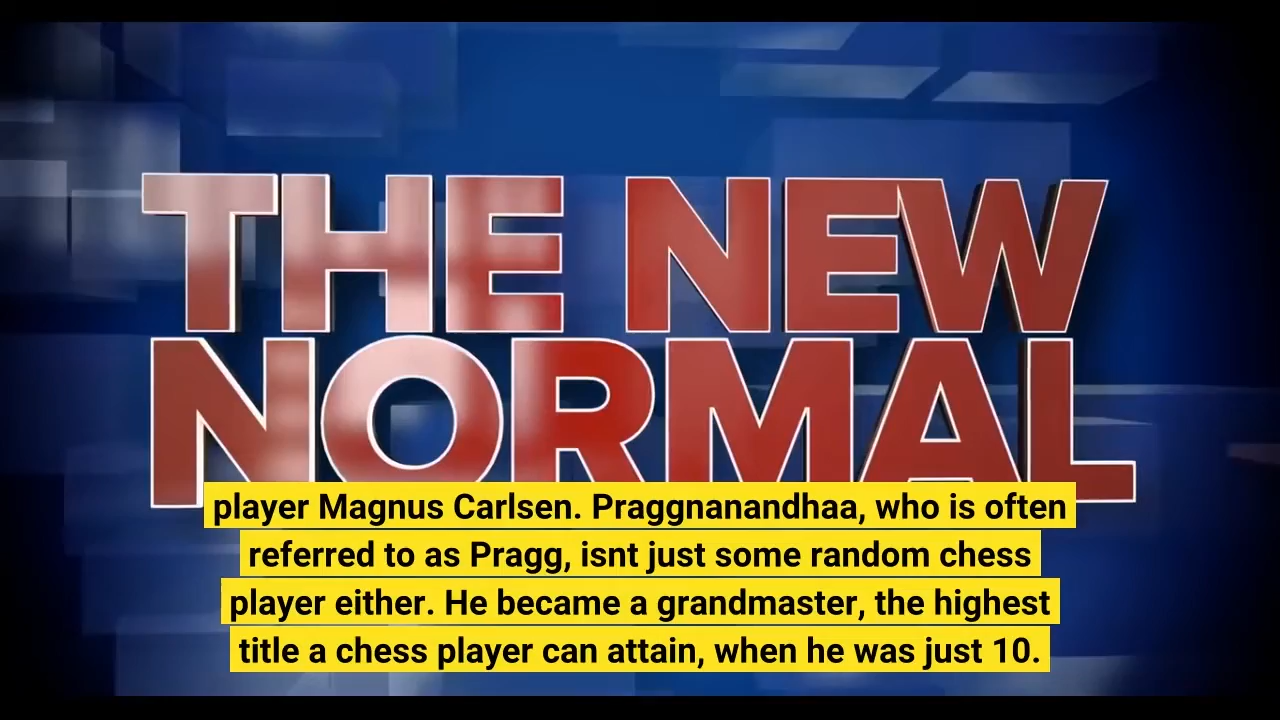 THE NEW
NORMAL
player Magnus Carlsen. Praggnanandhaa, who is often
referred to as Pragg, isnt just some random chess
player either. He became a grandmaster, the highest
title a chess player can attain, when he was just 10.